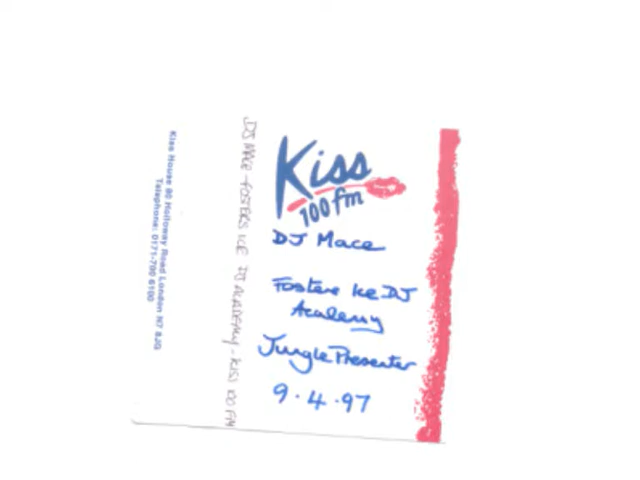 Kiss
100 fm
DJ Mace
Fosters Ice DJ
Academy
Jungle Presenter
9.4.97
DJ MACE - FOSTERS ICE DJ ACADEMY - KISS 100 FM
Kiss House 80 Holloway Road London N7 8JG
Telephone: 0171-700 6100